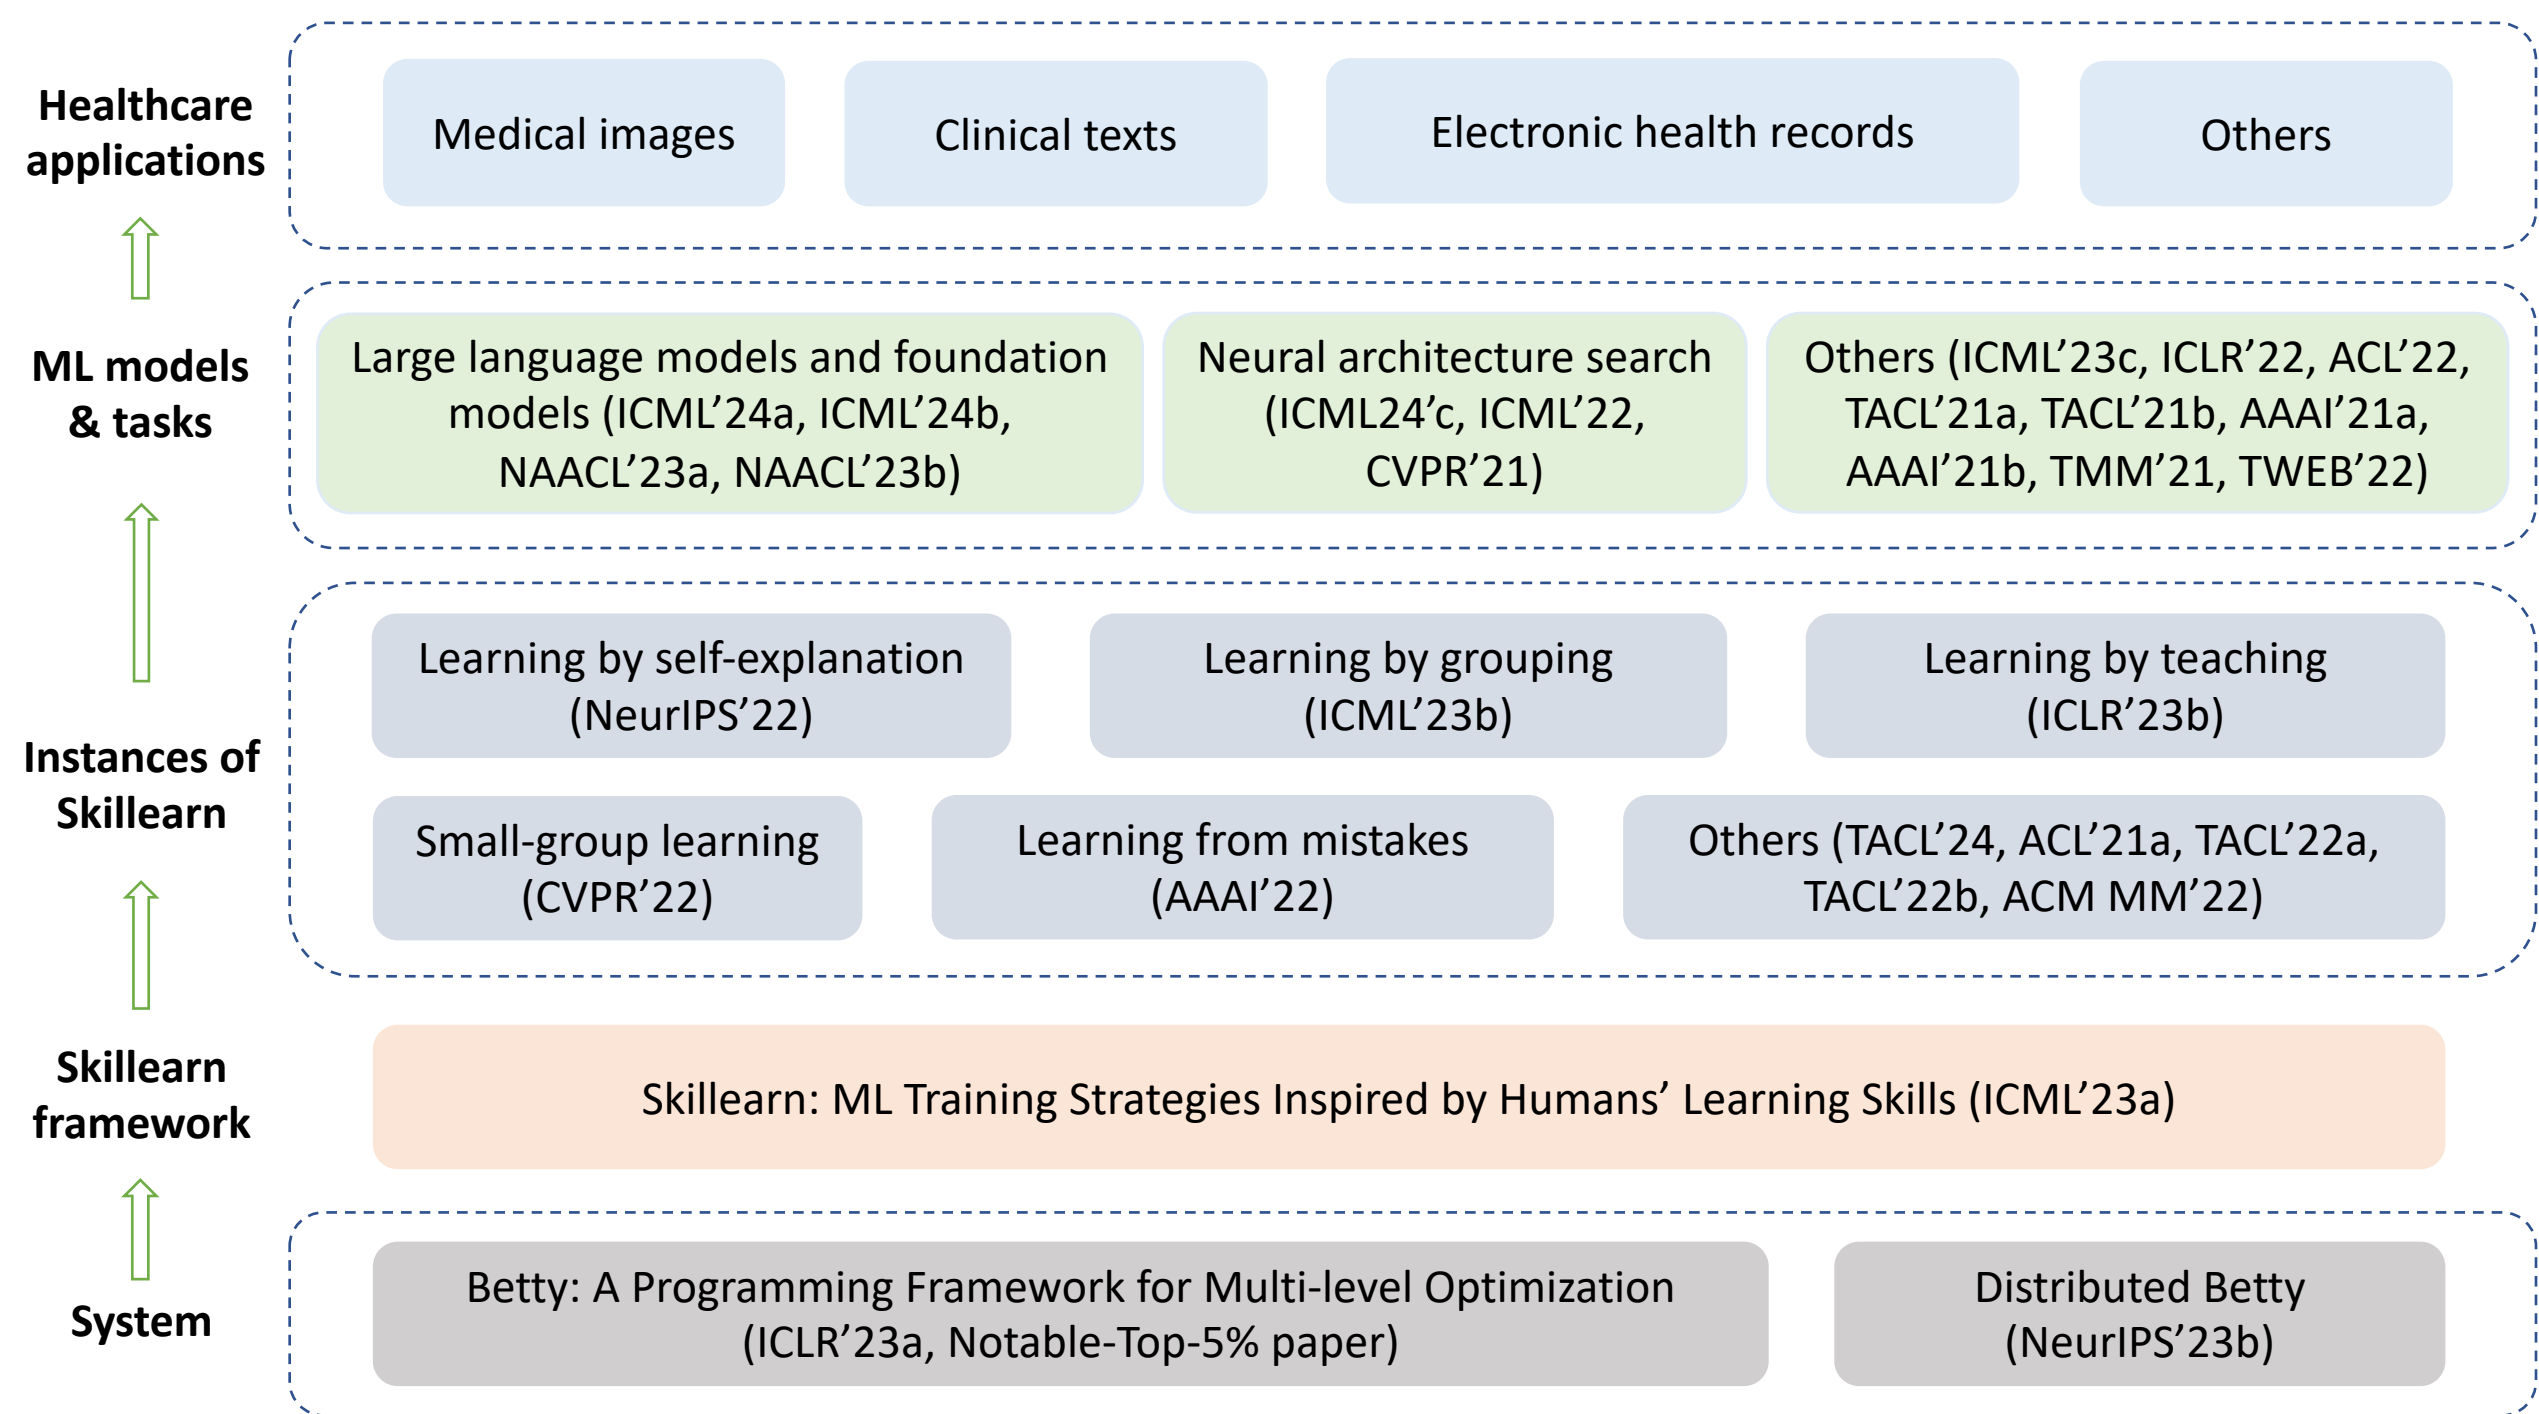 Healthcare
applications
Medical images
Clinical texts
Electronic health records
Others
ML models
& tasks
Large language models and foundation
models (ICML’24a, ICML’24b,
NAACL’23a, NAACL’23b)
Neural architecture search
(ICML24’c, ICML’22,
CVPR’21)
Others (ICML’23c, ICLR’22, ACL’22,
TACL’21a, TACL’21b, AAAI’21a,
AAAI’21b, TMM’21, TWEB’22)
Instances of
Skillearn
Learning by self-explanation
(NeurIPS’22)
Learning by grouping
(ICML’23b)
Learning by teaching
(ICLR’23b)
Small-group learning
(CVPR’22)
Learning from mistakes
(AAAI’22)
Others (TACL’24, ACL’21a, TACL’22a,
TACL’22b, ACM MM’22)
Skillearn
framework
Skillearn: ML Training Strategies Inspired by Humans’ Learning Skills (ICML’23a)
System
Betty: A Programming Framework for Multi-level Optimization
(ICLR’23a, Notable-Top-5% paper)
Distributed Betty
(NeurIPS’23b)